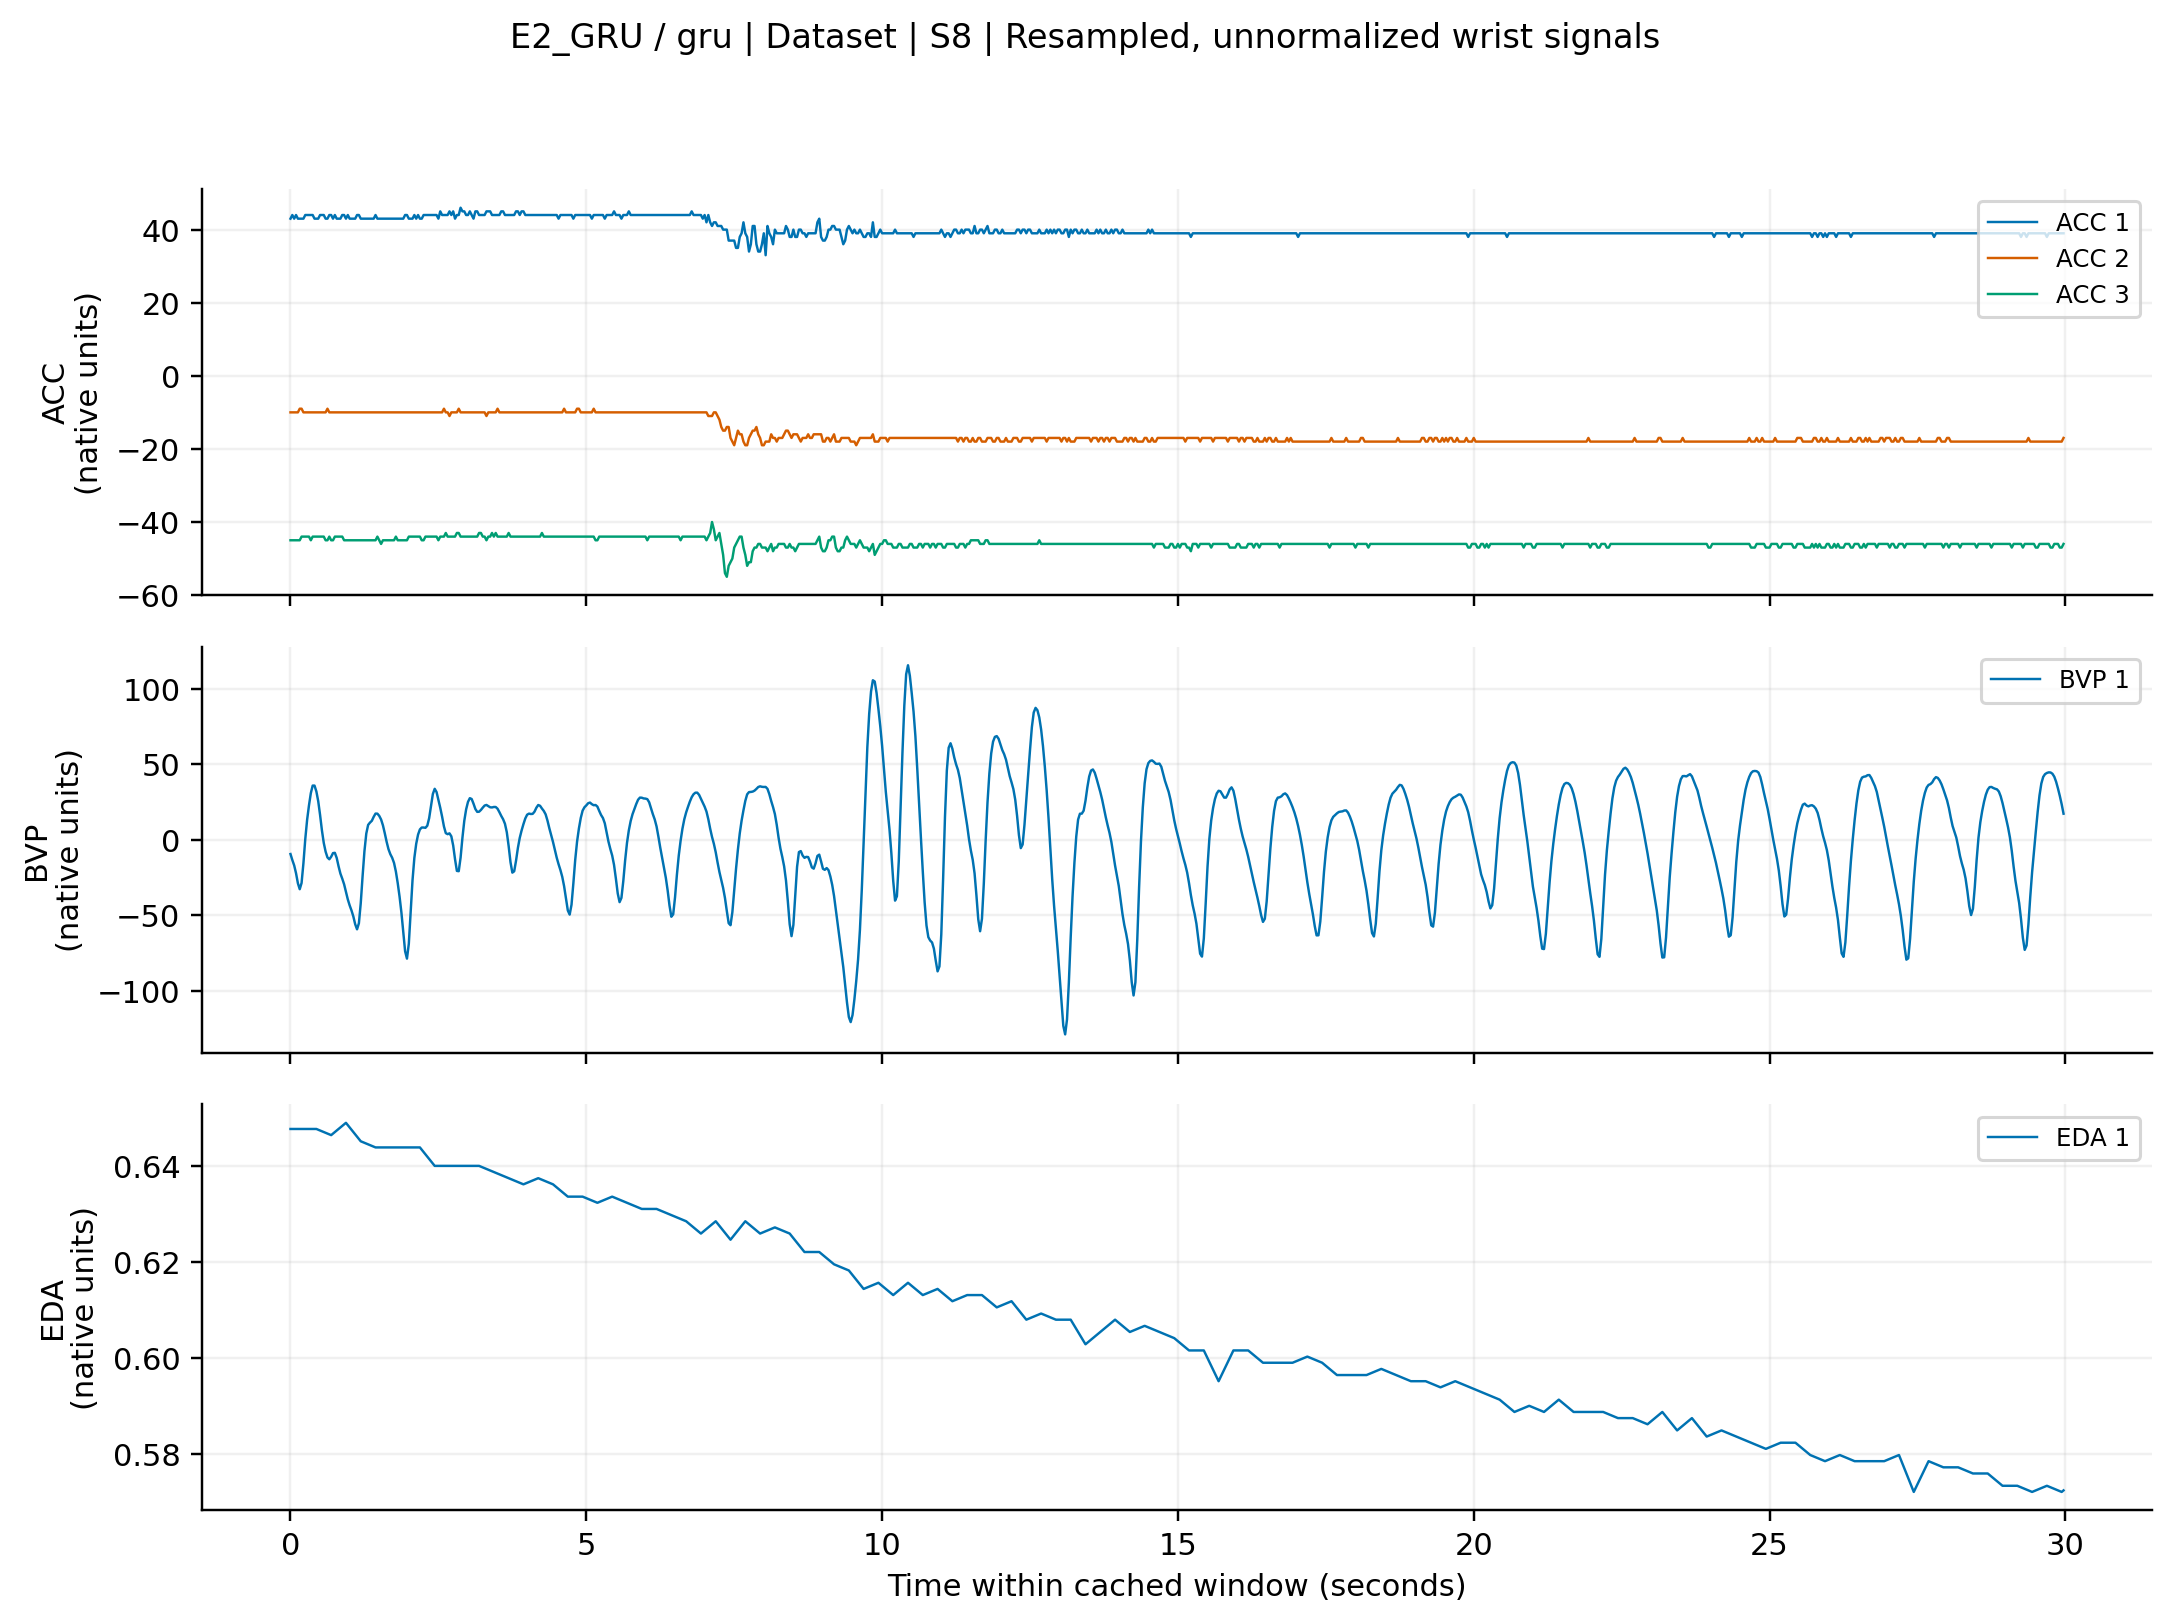 E2_GRU / gru | Dataset | S8 | Resampled, unnormalized wrist signals
ACC
(native units)
40
20
0
−20
−40
−60
ACC 1
ACC 2
ACC 3
BVP
(native units)
100
50
0
−50
−100
BVP 1
EDA
(native units)
0.64
0.62
0.60
0.58
EDA 1
0 5 10 15 20 25 30
Time within cached window (seconds)